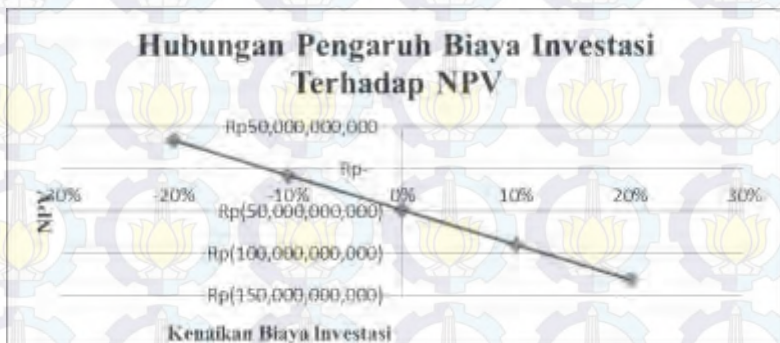 Hubungan Pengaruh Biaya Investasi
Terhadap NPV
Rp50,000,000,000
Rp-
-30% -20% -10% 0% 10% 20% 30%
Rp(50,000,000,000)
Rp(100,000,000,000)
Rp(150,000,000,000)
NPV
Kenaikan Biaya Investasi